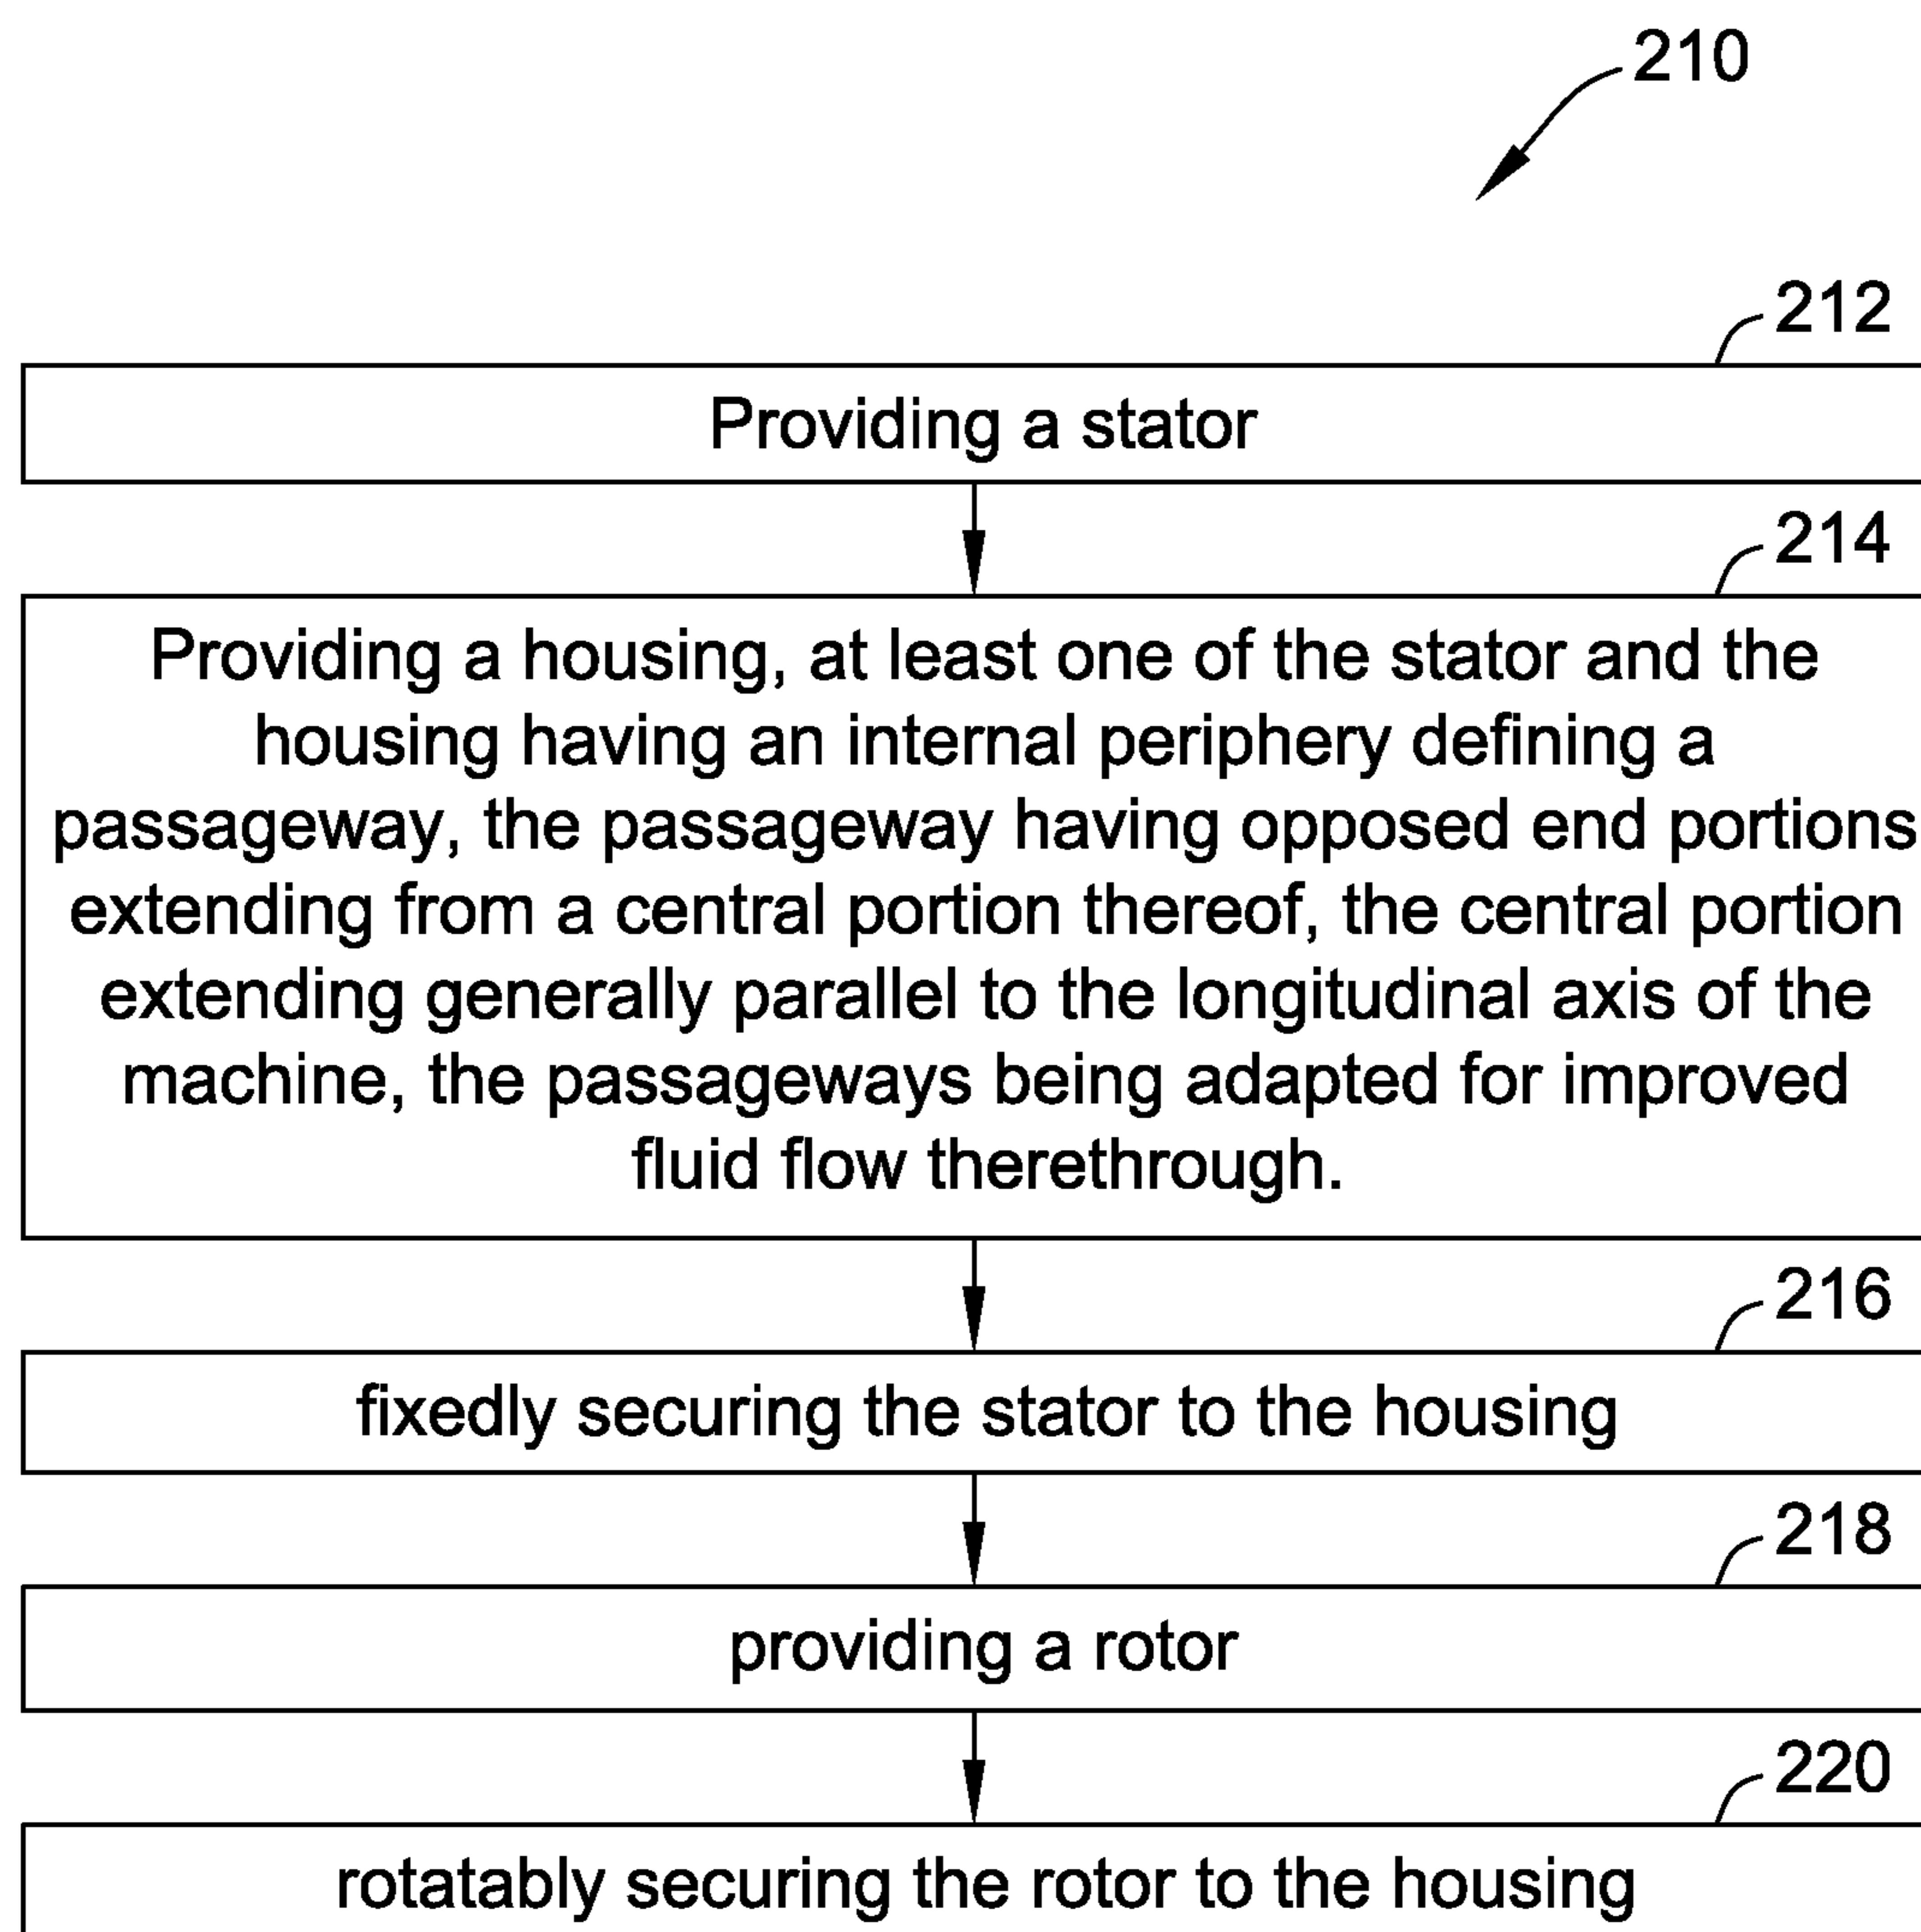 210
212
Providing a stator
214
Providing a housing, at least one of the stator and the
housing having an internal periphery defining a
passageway, the passageway having opposed end portions
extending from a central portion thereof, the central portion
extending generally parallel to the longitudinal axis of the
machine, the passageways being adapted for improved
fluid flow therethrough.
216
fixedly securing the stator to the housing
218
providing a rotor
220
rotatably securing the rotor to the housing